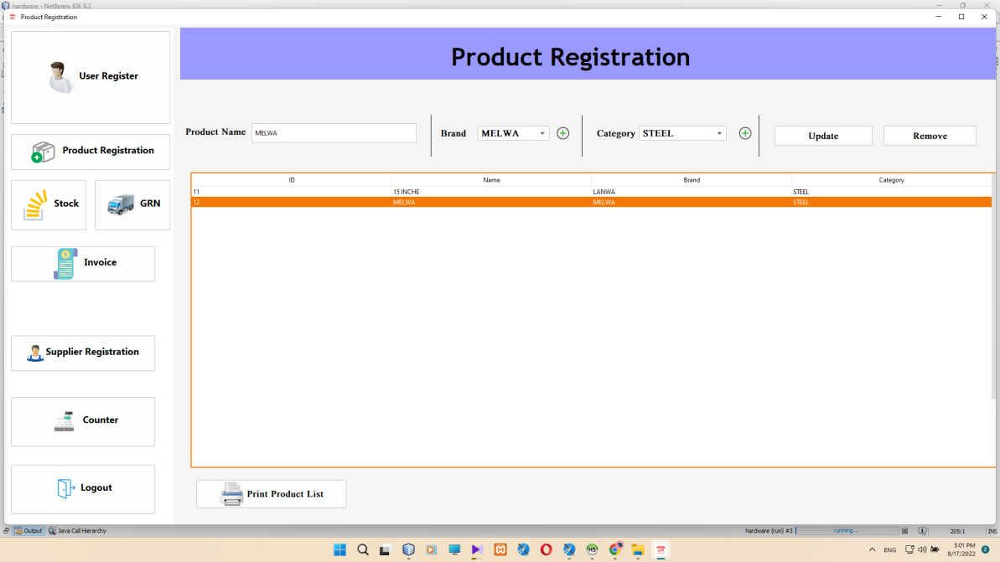 hardware - NetBeans IDE 8.2
Product Registration
User Register
Product Registration
Stock
GRN
Invoice
Supplier Registration
Counter
Logout
Product Registration
Product Name MELWA
Brand MELWA
Category STEEL
Update
Remove
ID Name Brand Category
11 15 INCHE LANWA STEEL
12 MELWA MELWA STEEL
Print Product List
Output Java Call Hierarchy
hardware (run) #3 running... 205:1 INS
ENG
5:01 PM
8/17/2022
2